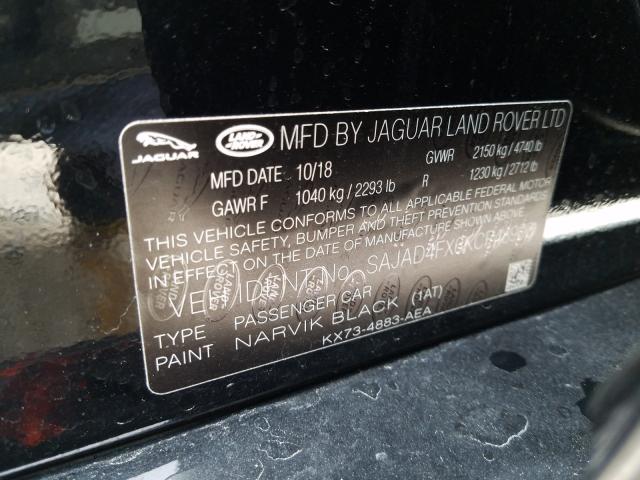 JAGUAR LAND-ROVER MFD BY JAGUAR LAND ROVER LTD
MFD DATE 10/18 GVWR 2150 kg / 4740 lb
GAWR F 1040 kg / 2293 lb R 1230 kg / 2712 lb
THIS VEHICLE CONFORMS TO ALL APPLICABLE FEDERAL MOTOR
VEHICLE SAFETY, BUMPER AND THEFT PREVENTION STANDARDS
IN EFFECT ON THE DATE OF MANUFACTURE SHOWN ABOVE
VEH IDENT No.
TYPE PASSENGER CAR
PAINT NARVIK BLACK (1AT)
KX73-4883-AEA